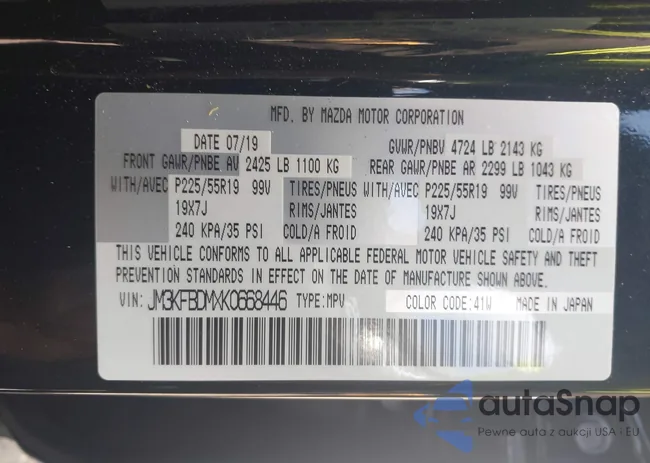 MFD. BY MAZDA MOTOR CORPORATION
DATE 07/19 GVWR/PNBV 4724 LB 2143 KG
FRONT GAWR/PNBE AV 2425 LB 1100 KG REAR GAWR/PNBE AR 2299 LB 1043 KG
WITH/AVEC P225/55R19 99V TIRES/PNEUS WITH/AVEC P225/55R19 99V TIRES/PNEUS
19X7J RIMS/JANTES 19X7J RIMS/JANTES
240 KPA/35 PSI COLD/A FROID 240 KPA/35 PSI COLD/A FROID
THIS VEHICLE CONFORMS TO ALL APPLICABLE FEDERAL MOTOR VEHICLE SAFETY AND THEFT
PREVENTION STANDARDS IN EFFECT ON THE DATE OF MANUFACTURE SHOWN ABOVE.
VIN: JM3KFBDMXK0668446 TYPE:MPV COLOR CODE:41W MADE IN JAPAN
autaSnap
Pewne auta z aukcji USA i EU